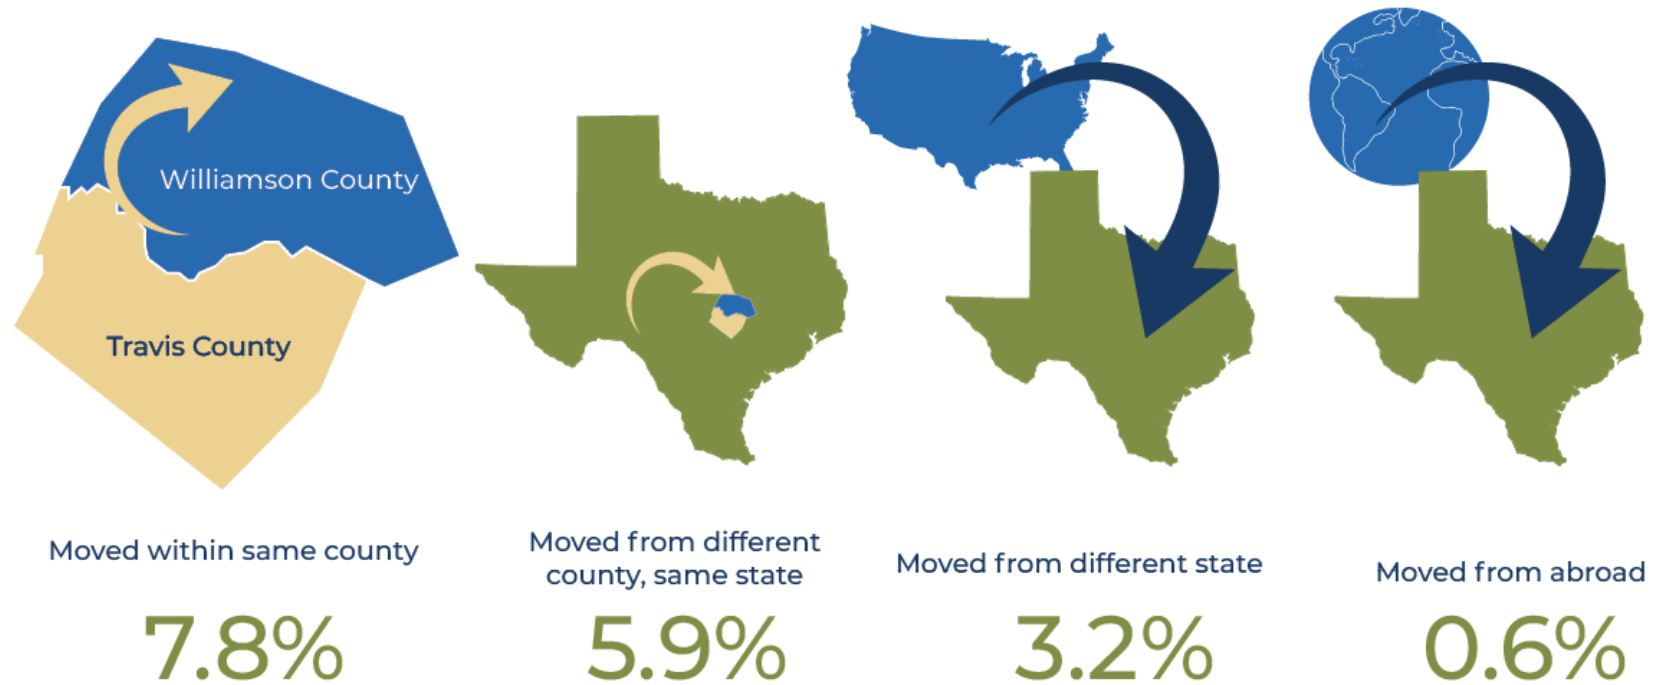 Williamson County
Travis County
Moved within same county
7.8%
Moved from different
county, same state
5.9%
Moved from different state
3.2%
Moved from abroad
0.6%